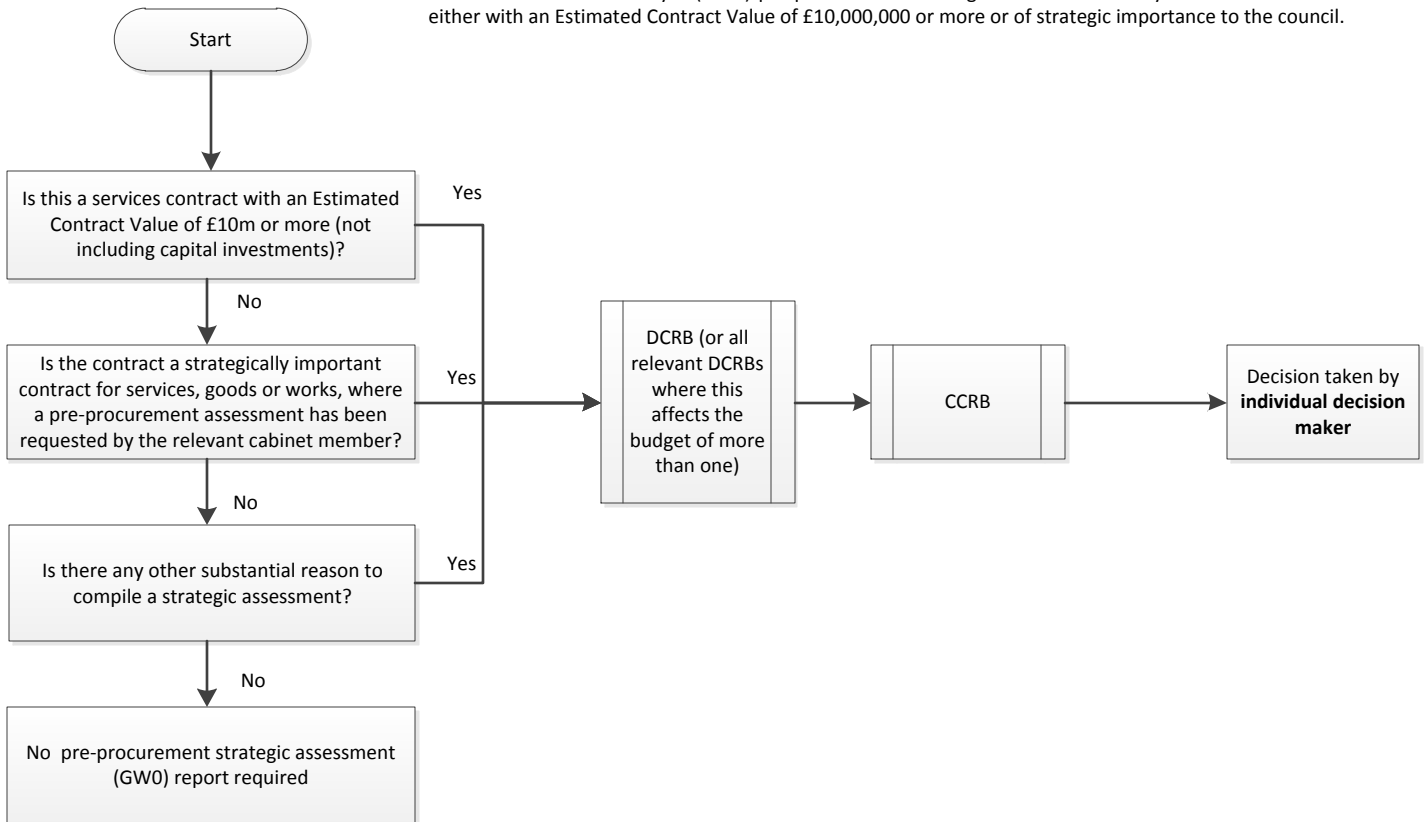 either with an Estimated Contract Value of £10,000,000 or more or of strategic importance to the council.
Start
Is this a services contract with an Estimated
Contract Value of £10m or more (not
including capital investments)?
Yes
No
Is the contract a strategically important
contract for services, goods or works, where
a pre-procurement assessment has been
requested by the relevant cabinet member?
Yes
No
Is there any other substantial reason to
compile a strategic assessment?
Yes
No
No pre-procurement strategic assessment
(GW0) report required
DCRB (or all
relevant DCRBs
where this
affects the
budget of more
than one)
CCRB
Decision taken by
individual decision
maker